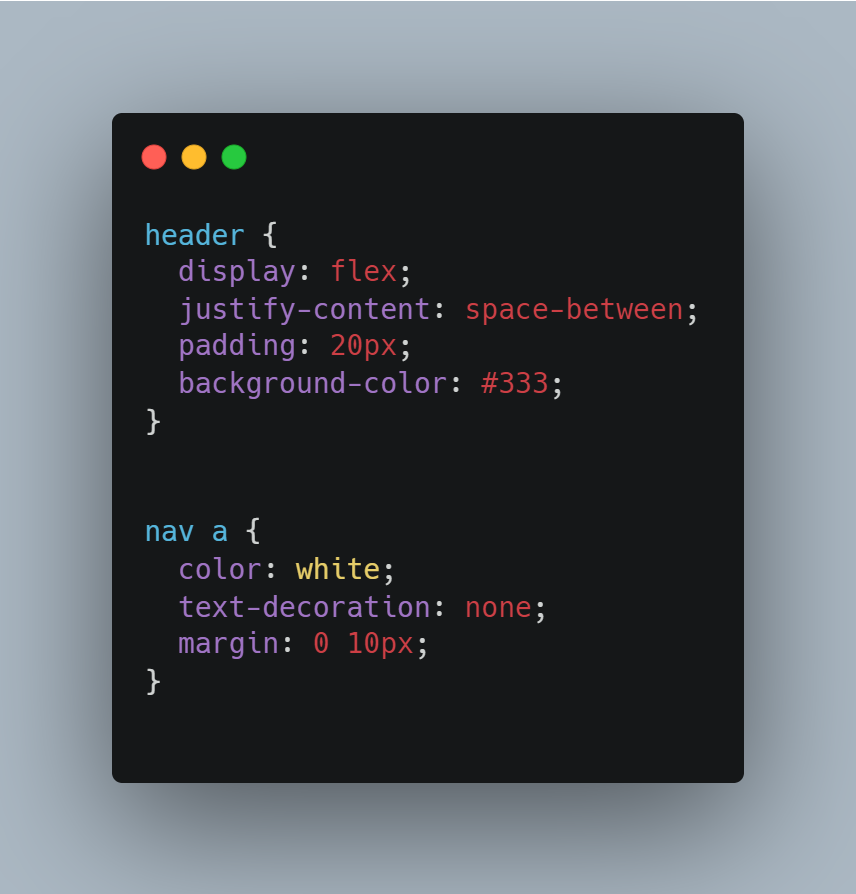 header {
  display: flex;
  justify-content: space-between;
  padding: 20px;
  background-color: #333;
}
nav a {
  color: white;
  text-decoration: none;
  margin: 0 10px;
}